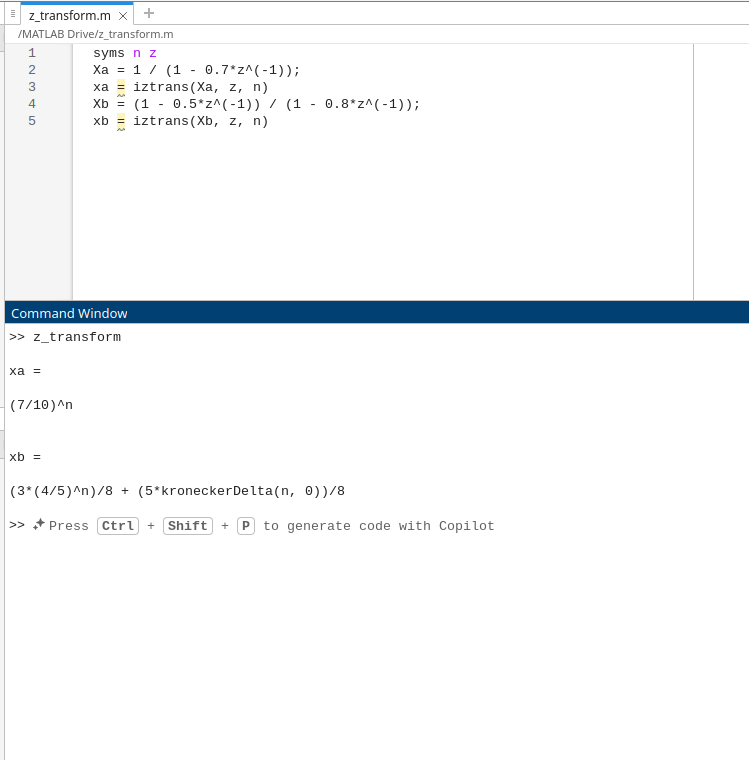 z_transform.m
/MATLAB Drive/z_transform.m
1 syms n z
2 Xa = 1 / (1 - 0.7*z^(-1));
3 xa = iztrans(Xa, z, n)
4 Xb = (1 - 0.5*z^(-1)) / (1 - 0.8*z^(-1));
5 xb = iztrans(Xb, z, n)
Command Window
>> z_transform
xa =
(7/10)^n
xb =
(3*(4/5)^n)/8 + (5*kroneckerDelta(n, 0))/8
>> Press Ctrl + Shift + P to generate code with Copilot